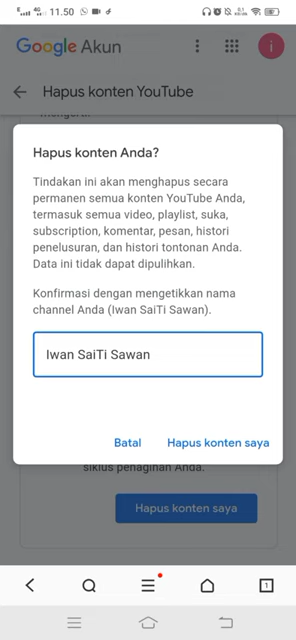 4G 11.50
Google Akun
i
Hapus konten YouTube
Hapus konten Anda?
Tindakan ini akan menghapus secara
permanen semua konten YouTube Anda,
termasuk semua video, playlist, suka,
subscription, komentar, pesan, histori
penelusuran, dan histori tontonan Anda.
Data ini tidak dapat dipulihkan.
Konfirmasi dengan mengetikkan nama
channel Anda (Iwan SaiTi Sawan).
Iwan SaiTi Sawan
Batal Hapus konten saya
siklus penagihan Anda.
Hapus konten saya
1